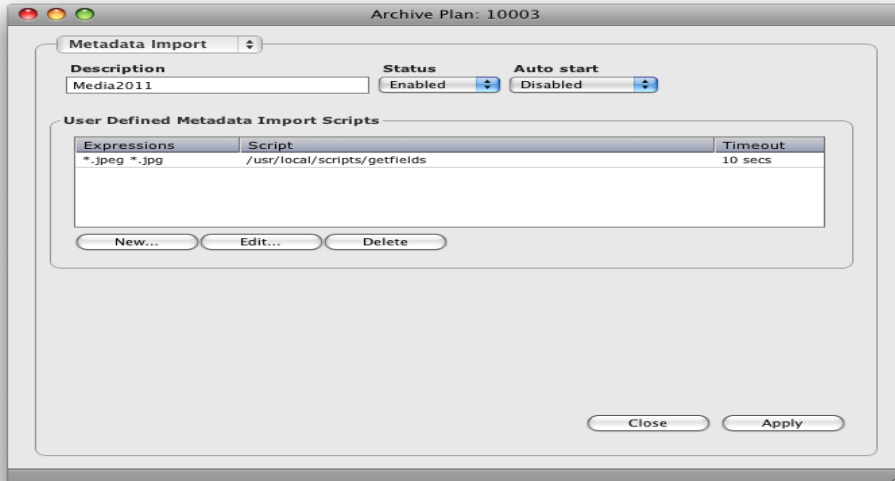 Archive Plan: 10003
Metadata Import
Description Status Auto start
Media2011 Enabled Disabled
User Defined Metadata Import Scripts
Expressions Script Timeout
*.jpeg *.jpg /usr/local/scripts/getfields 10 secs
New... Edit... Delete
Close Apply